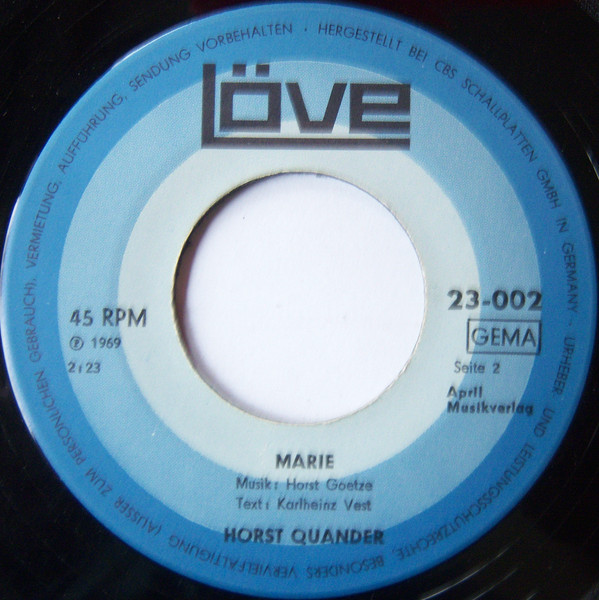 HERGESTELLT BEI CBS SCHALLPLATTEN GMBH IN GERMANY · URHEBER- UND LEISTUNGSSCHUTZRECHTE, BESONDERS VERVIELFÄLTIGUNG (AUSSER ZUM PERSÖNLICHEN GEBRAUCH), VERMIETUNG, AUFFÜHRUNG, SENDUNG VORBEHALTEN ·
Löve
45 RPM
℗ 1969
2:23
23-002
GEMA
Seite 2
April
Musikverlag
MARIE
Musik: Horst Goetze
Text: Karlheinz Vest
HORST QUANDER